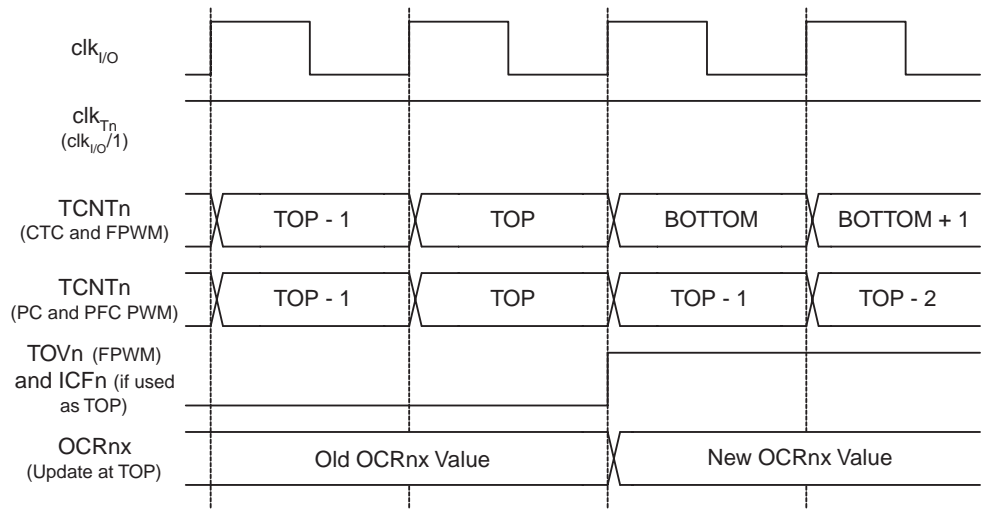 clkI/O
clkTn
(clkI/O/1)
TCNTn
(CTC and FPWM)
TOP - 1
TOP
BOTTOM
BOTTOM + 1
TCNTn
(PC and PFC PWM)
TOP - 1
TOP
TOP - 1
TOP - 2
TOVn (FPWM)
and ICFn (if used
as TOP)
OCRnx
(Update at TOP)
Old OCRnx Value
New OCRnx Value